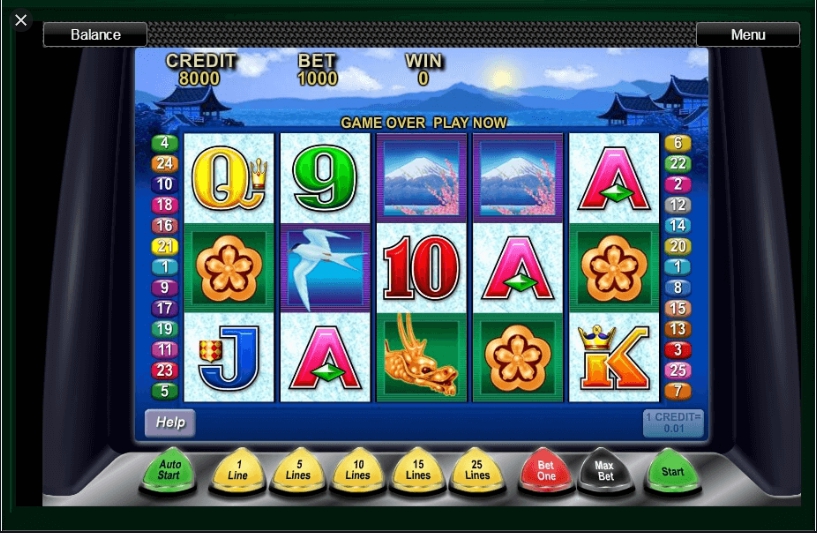 Balance
Menu
CREDIT BET WIN
8000 1000 0
GAME OVER PLAY NOW
4 6
Q 9 A
24 22
10 2
18 12
16 14
21 20
10 A
1 1
9 8
17 15
19 13
J A K
11 3
23 25
5 7
Help
1 CREDIT=
0.01
Auto
Start
1
Line
5
Lines
10
Lines
15
Lines
25
Lines
Bet
One
Max
Bet
Start